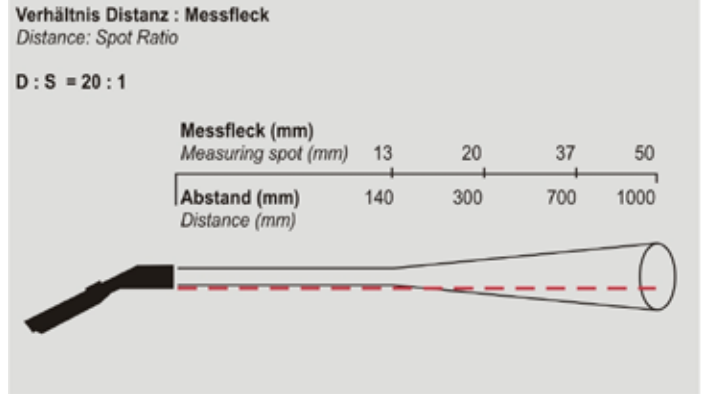 Verhältnis Distanz : Messfleck
Distance: Spot Ratio
D : S = 20 : 1
Messfleck (mm)
Measuring spot (mm) 13 20 37 50
Abstand (mm) 140 300 700 1000
Distance (mm)